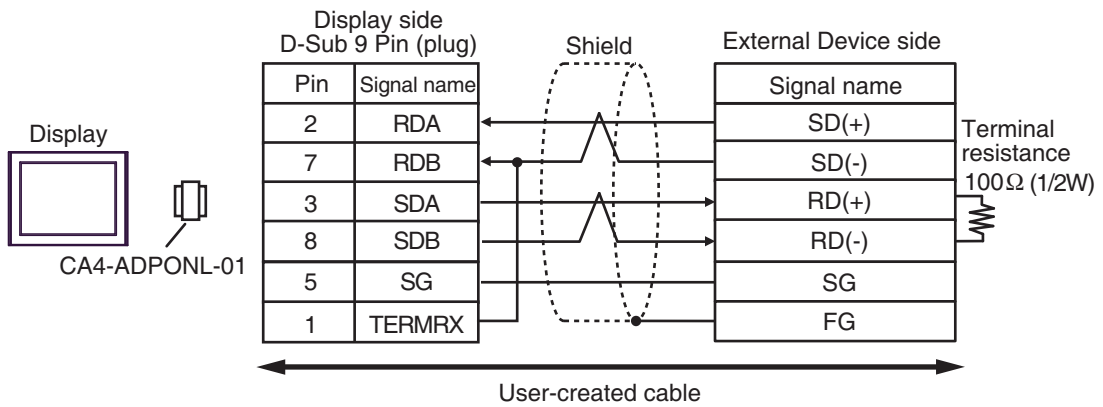 Display side
D-Sub 9 Pin (plug)
Shield
External Device side
Pin
Signal name
Signal name
2
RDA
SD(+)
7
RDB
SD(-)
3
SDA
RD(+)
8
SDB
RD(-)
5
SG
SG
1
TERMRX
FG
Display
CA4-ADPONL-01
Terminal
resistance
100Ω (1/2W)
User-created cable